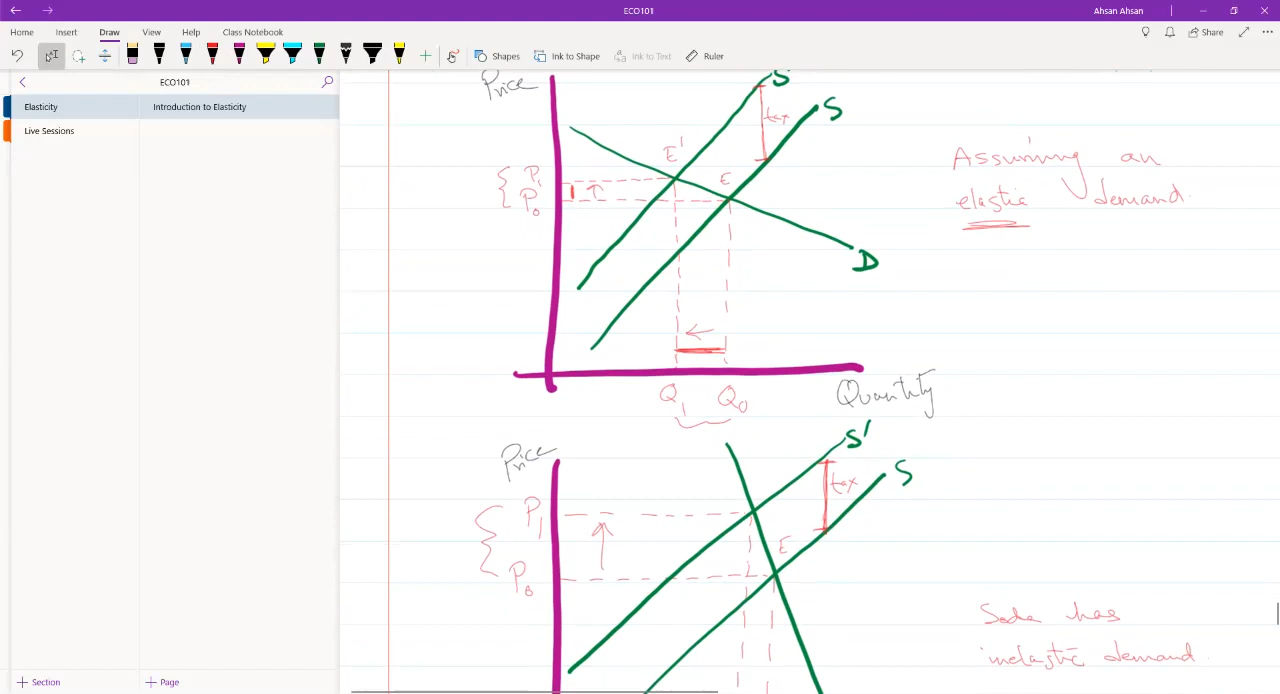 ECO101
Ahsan Ahsan
Home Insert Draw View Help Class Notebook
Share
Shapes Ink to Shape Ink to Text Ruler
ECO101
Elasticity
Introduction to Elasticity
Live Sessions
Price
S'
S
tax
E'
E
P1
P0
D
Assuming an
elastic demand.
Q1 Q0
Quantity
Price
S'
S
tax
P1
E
P0
Soda has
inelastic demand.
Section
Page